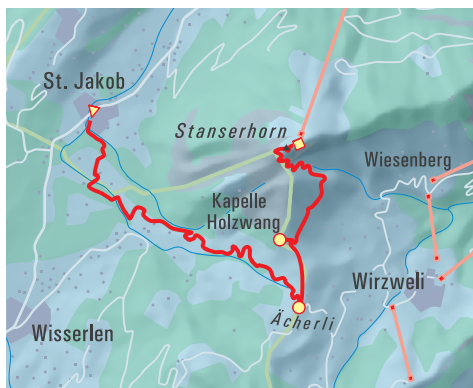 St. Jakob
Stanserhorn
Wiesenberg
Kapelle
Holzwang
Wirzweli
Ächerli
Wisserlen